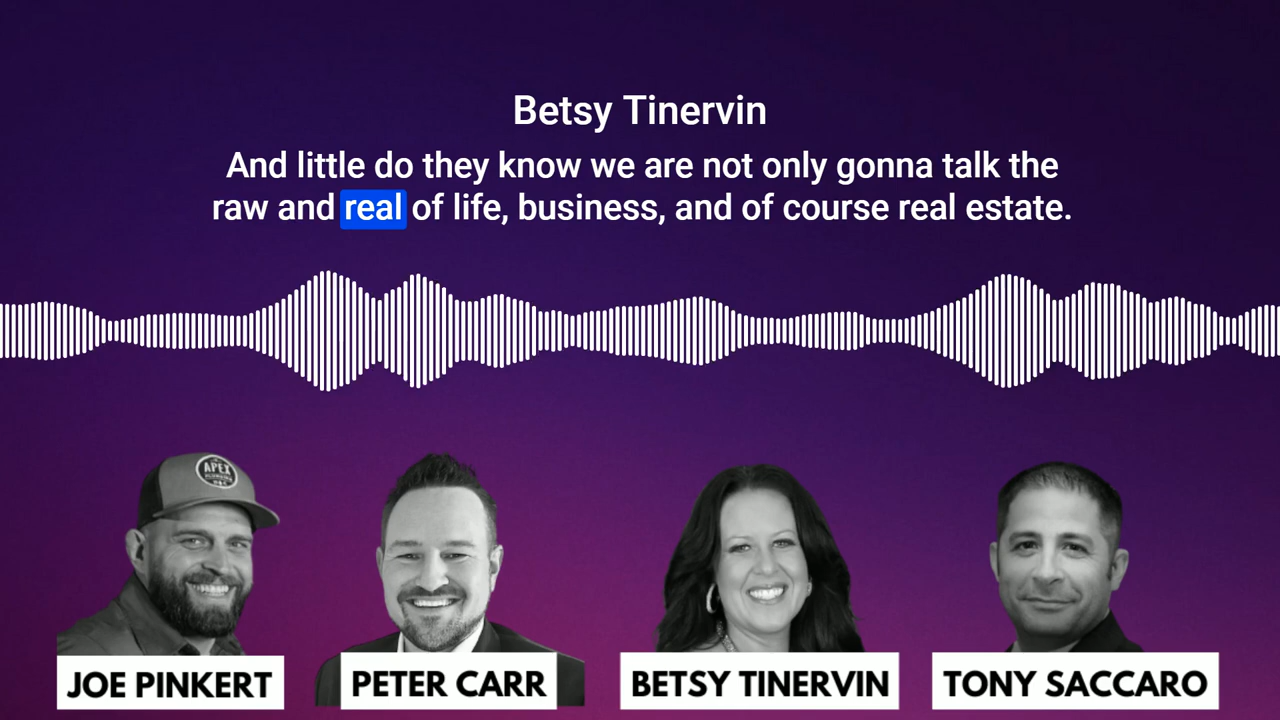 Betsy Tinervin
And little do they know we are not only gonna talk the
raw and real of life, business, and of course real estate.
APEX
JOE PINKERT
PETER CARR
BETSY TINERVIN
TONY SACCARO